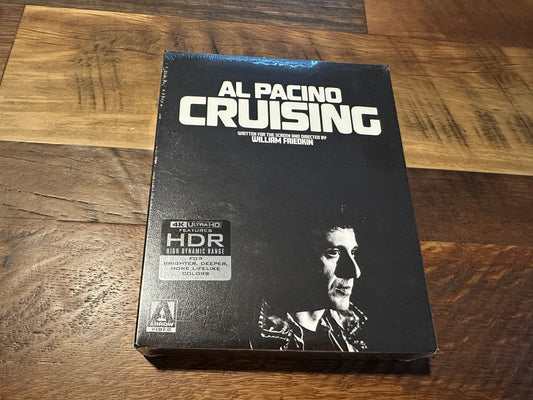 AL PACINO
CRUISING
WRITTEN FOR THE SCREEN AND DIRECTED BY
WILLIAM FRIEDKIN
4K ULTRA HD
FEATURES
HDR
HIGH DYNAMIC RANGE
FOR
BRIGHTER, DEEPER,
MORE LIFELIKE
COLORS
ARROW
VIDEO